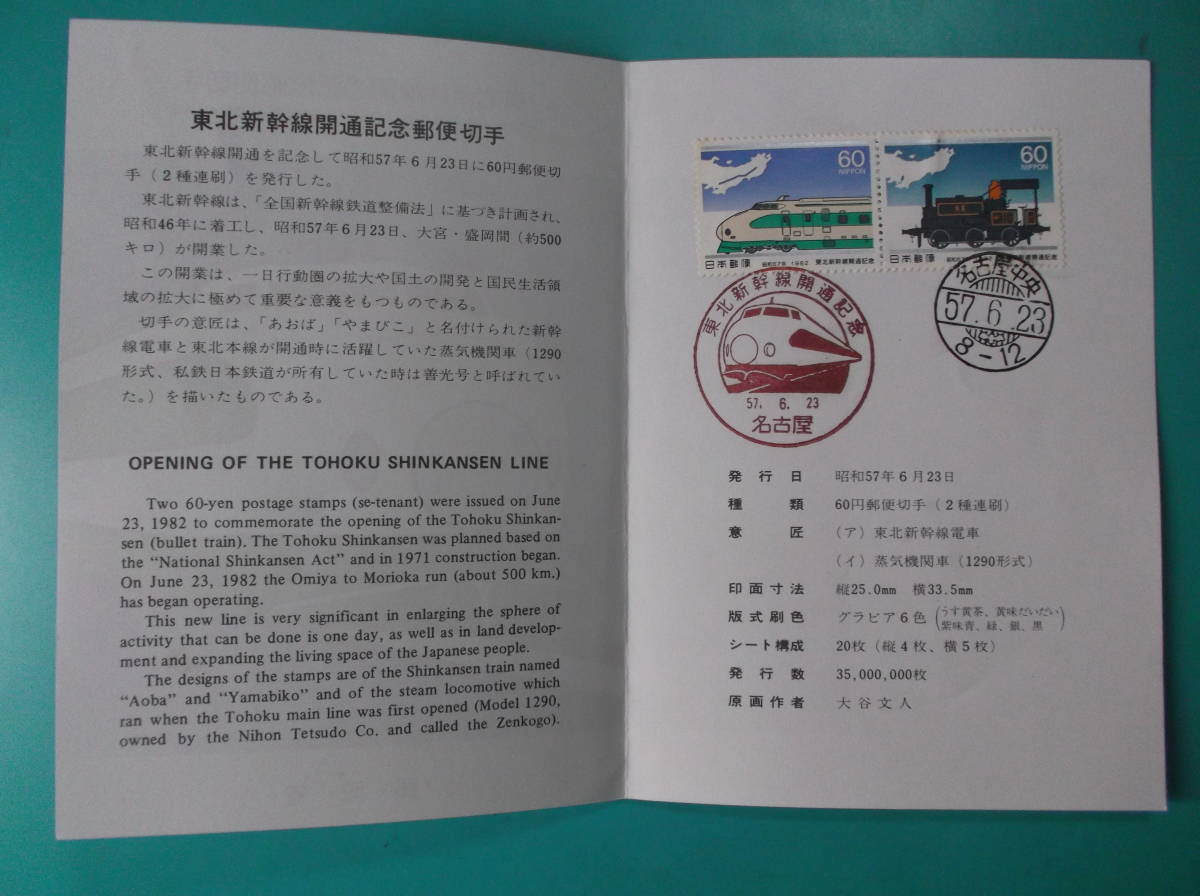 東北新幹線開通記念郵便切手
東北新幹線開通を記念して昭和57年6月23日に60円郵便切
手（2種連刷）を発行した。
東北新幹線は、「全国新幹線鉄道整備法」に基づき計画され、
昭和46年に着工し、昭和57年6月23日、大宮・盛岡間（約500
キロ）が開業した。
この開業は、一日行動圏の拡大や国土の開発と国民生活領
域の拡大に極めて重要な意義をもつものである。
切手の意匠は、「あおば」「やまびこ」と名付けられた新幹
線電車と東北本線が開通時に活躍していた蒸気機関車（1290
形式、私鉄日本鉄道が所有していた時は善光号と呼ばれてい
た。）を描いたものである。
OPENING OF THE TOHOKU SHINKANSEN LINE
Two 60-yen postage stamps (se-tenant) were issued on June
23, 1982 to commemorate the opening of the Tohoku Shinkan-
sen (bullet train). The Tohoku Shinkansen was planned based on
the “National Shinkansen Act” and in 1971 construction began.
On June 23, 1982 the Omiya to Morioka run (about 500 km.)
has began operating.
This new line is very significant in enlarging the sphere of
activity that can be done is one day, as well as in land develop-
ment and expanding the living space of the Japanese people.
The designs of the stamps are of the Shinkansen train named
“Aoba” and “Yamabiko” and of the steam locomotive which
ran when the Tohoku main line was first opened (Model 1290,
owned by the Nihon Tetsudo Co. and called the Zenkogo).
60
NIPPON
日本郵便 昭和57年 1982 東北新幹線開通記念
60
NIPPON
日本郵便
東北新幹線開通記念
57. 6. 23
名古屋
名古屋中央
57.6.23
8-12
発行日 昭和57年6月23日
種類 60円郵便切手（2種連刷）
意匠 （ア）東北新幹線電車
（イ）蒸気機関車（1290形式）
印面寸法 縦25.0mm 横33.5mm
版式刷色 グラビア6色（うす黄茶、黄味だいだい
紫味青、緑、銀、黒）
シート構成 20枚（縦4枚、横5枚）
発行数 35,000,000枚
原画作者 大谷文人